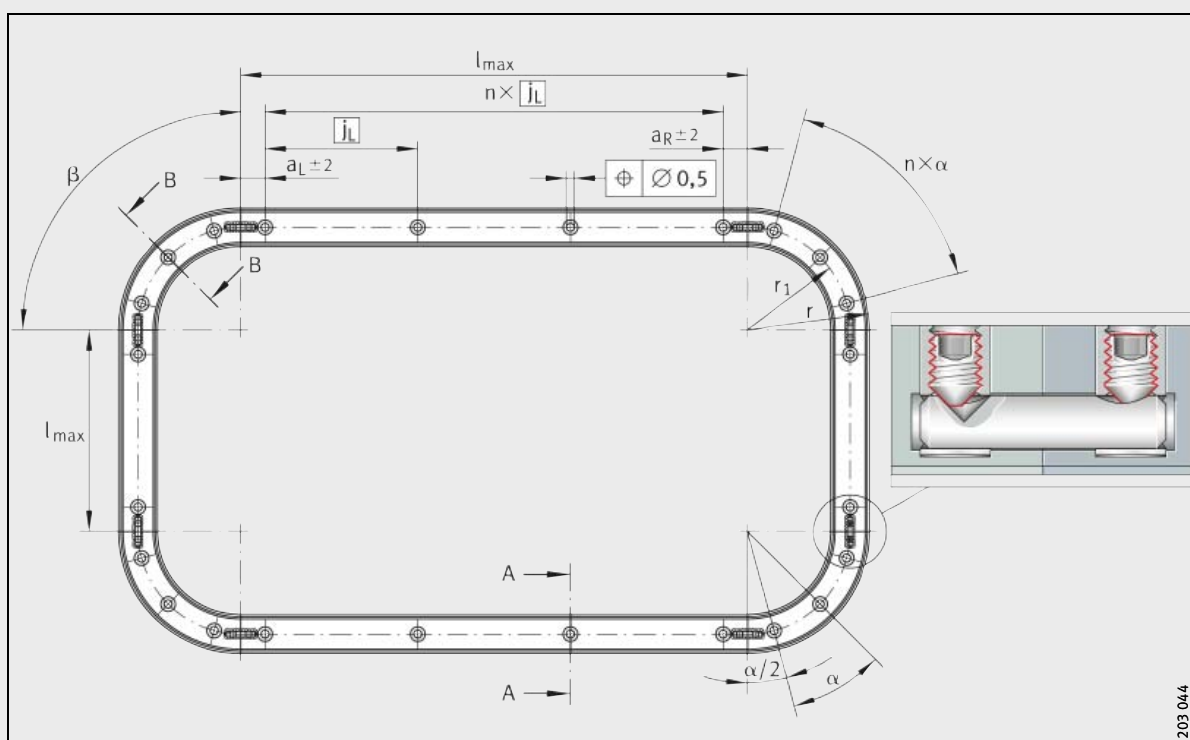 lmax
n× jL
jL
aR±2
aL±2
⌖ ∅ 0,5
n×α
β
B
B
r1
r
lmax
A
A
α/2
α
203 044